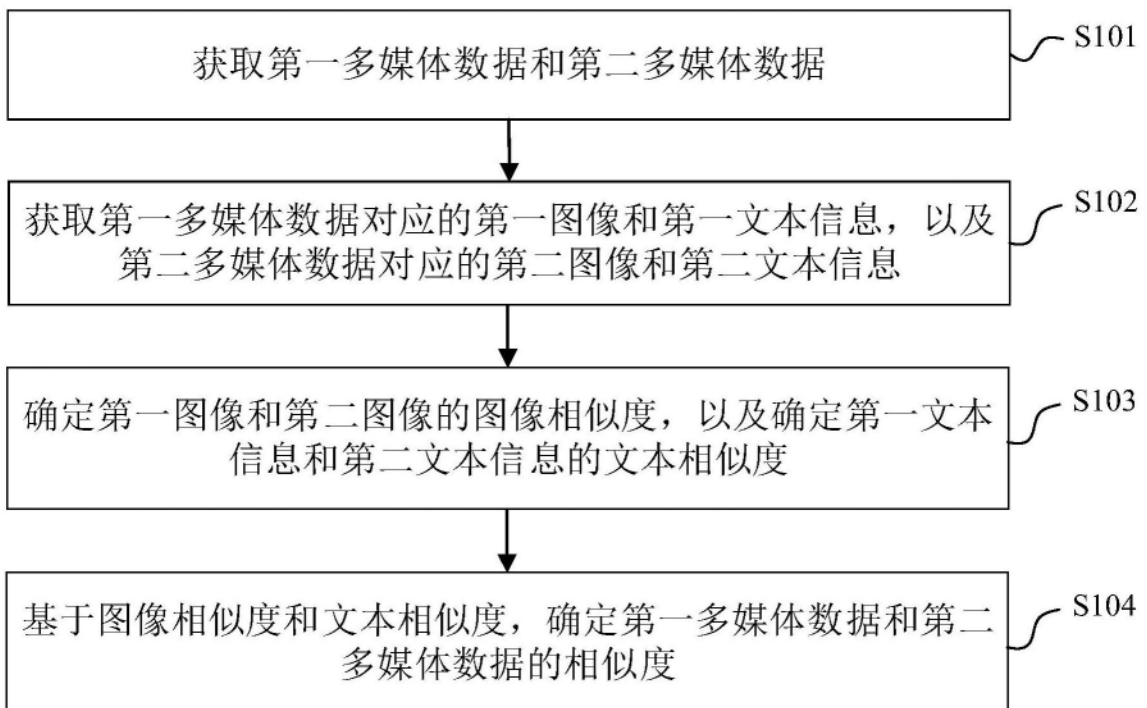 获取第一多媒体数据和第二多媒体数据
S101
获取第一多媒体数据对应的第一图像和第一文本信息，以及
第二多媒体数据对应的第二图像和第二文本信息
S102
确定第一图像和第二图像的图像相似度，以及确定第一文本
信息和第二文本信息的文本相似度
S103
基于图像相似度和文本相似度，确定第一多媒体数据和第二
多媒体数据的相似度
S104